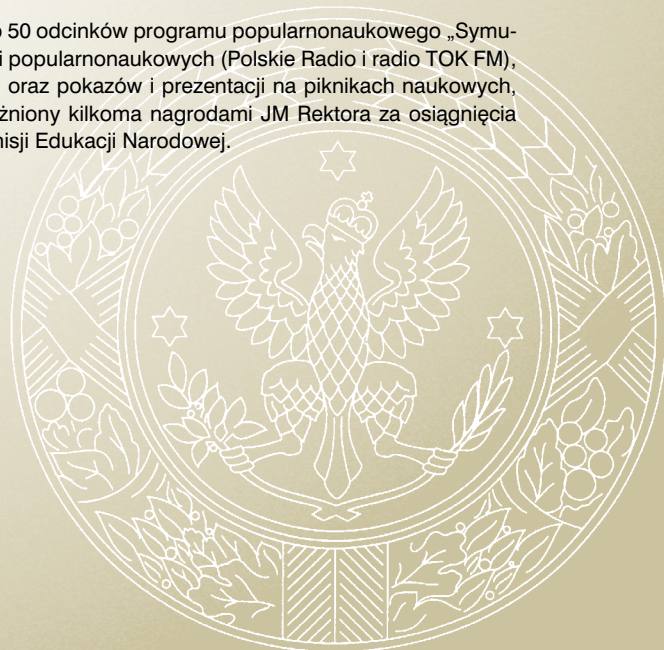 50 odcinków programu popularnonaukowego „Symu-
i popularnonaukowych (Polskie Radio i radio TOK FM),
oraz pokazów i prezentacji na piknikach naukowych,
kilkoma nagrodami JM Rektora za osiągnięcia
Edukacji Narodowej.